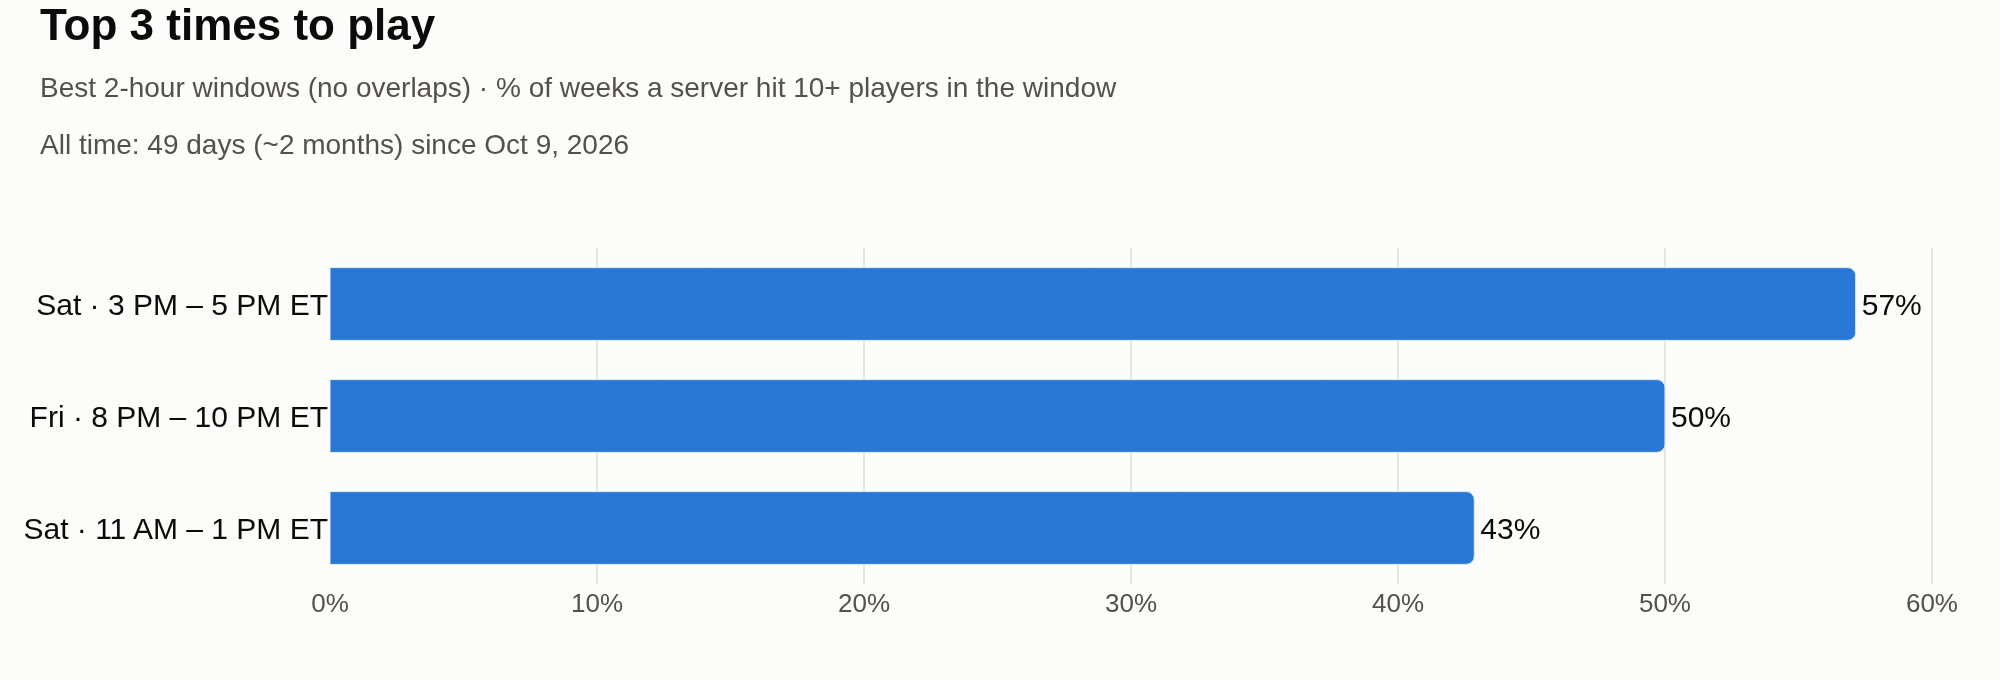 Top 3 times to play
Best 2-hour windows (no overlaps) · % of weeks a server hit 10+ players in the window
All time: 49 days (~2 months) since Oct 9, 2026
Sat · 3 PM – 5 PM ET
57%
Fri · 8 PM – 10 PM ET
50%
Sat · 11 AM – 1 PM ET
43%
0% 10% 20% 30% 40% 50% 60%